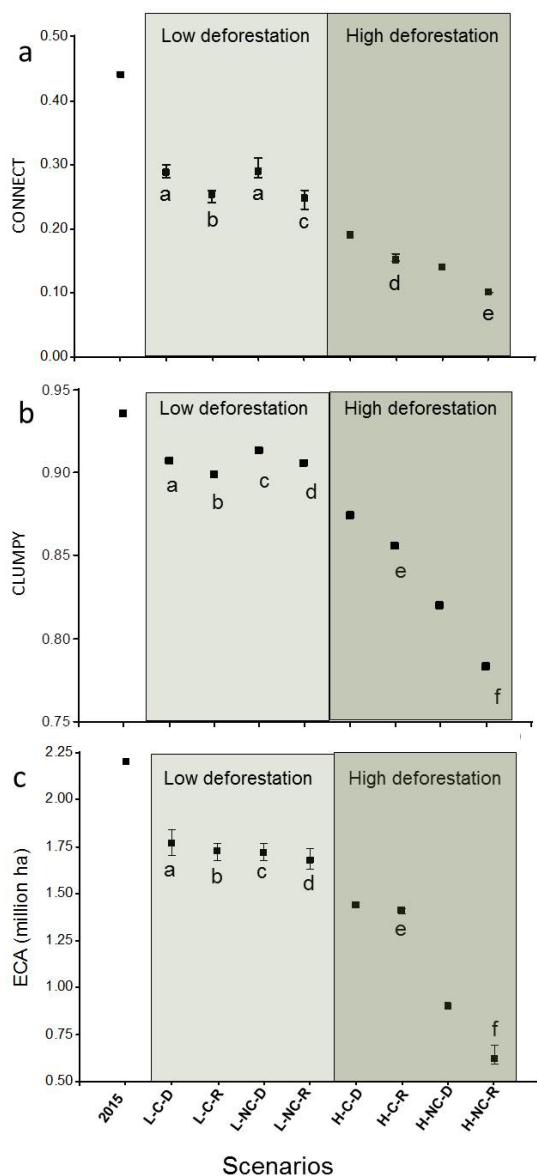 a
Low deforestation
High deforestation
0.50
0.40
0.30
0.20
0.10
0.00
CONNECT
a
b
a
c
d
e
b
Low deforestation
High deforestation
0.95
0.90
0.85
0.80
0.75
CLUMPY
a
b
c
d
e
f
c
Low deforestation
High deforestation
2.25
2.00
1.75
1.50
1.25
1.00
0.75
0.50
ECA (million ha)
a
b
c
d
e
f
2015
L-C-D
L-C-R
L-NC-D
L-NC-R
H-C-D
H-C-R
H-NC-D
H-NC-R
Scenarios